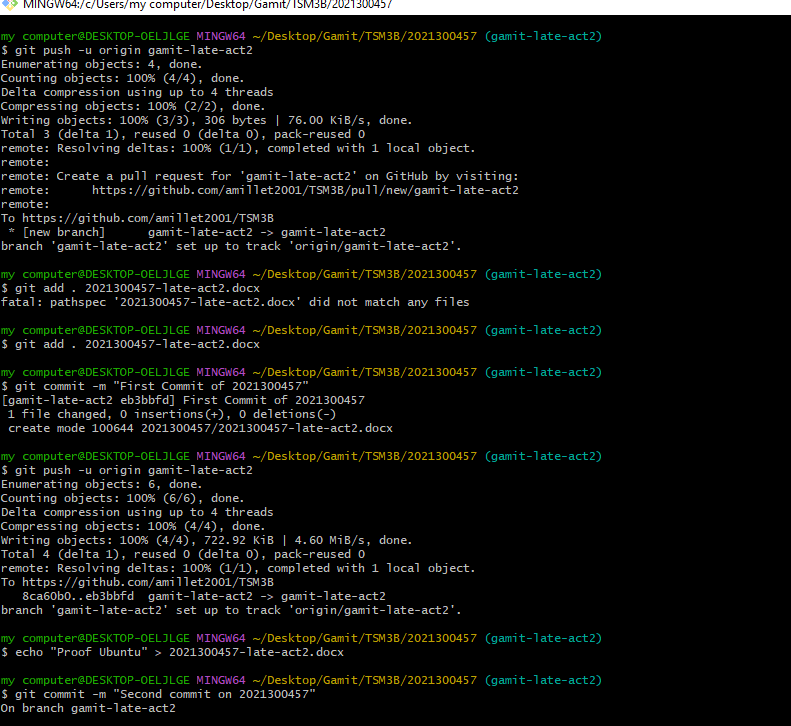 MINGW64:/c/Users/my computer/Desktop/Gamit/TSM3B/2021300457
my computer@DESKTOP-OELJLGE MINGW64 ~/Desktop/Gamit/TSM3B/2021300457 (gamit-late-act2)
$ git push -u origin gamit-late-act2
Enumerating objects: 4, done.
Counting objects: 100% (4/4), done.
Delta compression using up to 4 threads
Compressing objects: 100% (2/2), done.
Writing objects: 100% (3/3), 306 bytes | 76.00 KiB/s, done.
Total 3 (delta 1), reused 0 (delta 0), pack-reused 0
remote: Resolving deltas: 100% (1/1), completed with 1 local object.
remote:
remote: Create a pull request for 'gamit-late-act2' on GitHub by visiting:
remote:      https://github.com/amillet2001/TSM3B/pull/new/gamit-late-act2
remote:
To https://github.com/amillet2001/TSM3B
 * [new branch]      gamit-late-act2 -> gamit-late-act2
branch 'gamit-late-act2' set up to track 'origin/gamit-late-act2'.
my computer@DESKTOP-OELJLGE MINGW64 ~/Desktop/Gamit/TSM3B/2021300457 (gamit-late-act2)
$ git add . 2021300457-late-act2.docx
fatal: pathspec '2021300457-late-act2.docx' did not match any files
my computer@DESKTOP-OELJLGE MINGW64 ~/Desktop/Gamit/TSM3B/2021300457 (gamit-late-act2)
$ git add . 2021300457-late-act2.docx
my computer@DESKTOP-OELJLGE MINGW64 ~/Desktop/Gamit/TSM3B/2021300457 (gamit-late-act2)
$ git commit -m "First Commit of 2021300457"
[gamit-late-act2 eb3bbfd] First Commit of 2021300457
 1 file changed, 0 insertions(+), 0 deletions(-)
 create mode 100644 2021300457/2021300457-late-act2.docx
my computer@DESKTOP-OELJLGE MINGW64 ~/Desktop/Gamit/TSM3B/2021300457 (gamit-late-act2)
$ git push -u origin gamit-late-act2
Enumerating objects: 6, done.
Counting objects: 100% (6/6), done.
Delta compression using up to 4 threads
Compressing objects: 100% (4/4), done.
Writing objects: 100% (4/4), 722.92 KiB | 4.60 MiB/s, done.
Total 4 (delta 1), reused 0 (delta 0), pack-reused 0
remote: Resolving deltas: 100% (1/1), completed with 1 local object.
To https://github.com/amillet2001/TSM3B
   8ca60b0..eb3bbfd  gamit-late-act2 -> gamit-late-act2
branch 'gamit-late-act2' set up to track 'origin/gamit-late-act2'.
my computer@DESKTOP-OELJLGE MINGW64 ~/Desktop/Gamit/TSM3B/2021300457 (gamit-late-act2)
$ echo "Proof Ubuntu" > 2021300457-late-act2.docx
my computer@DESKTOP-OELJLGE MINGW64 ~/Desktop/Gamit/TSM3B/2021300457 (gamit-late-act2)
$ git commit -m "Second commit on 2021300457"
On branch gamit-late-act2